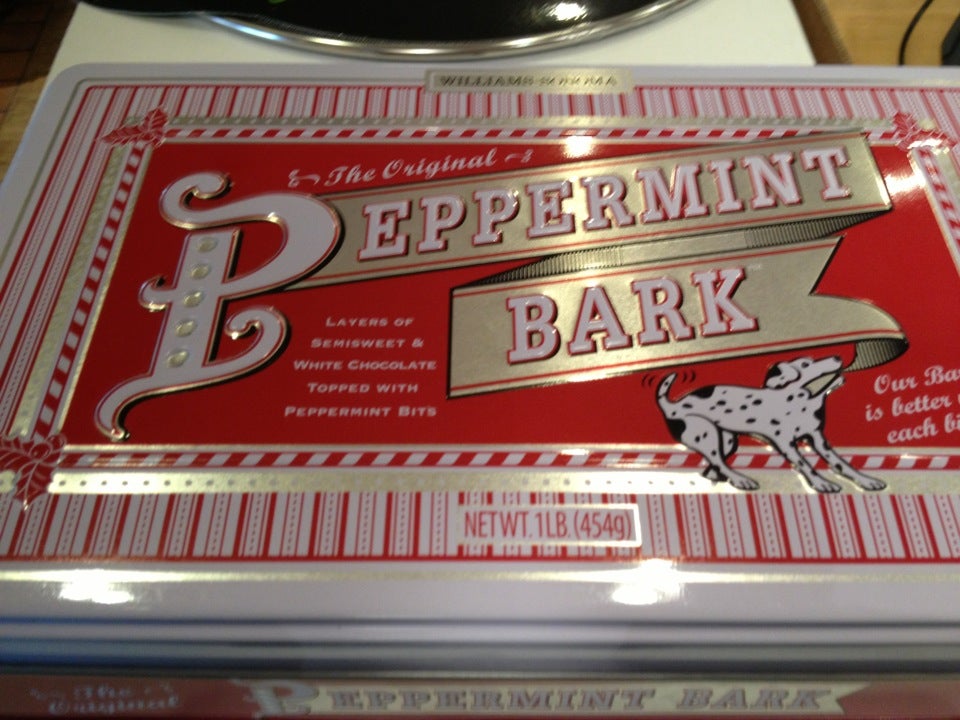 WILLIAMS-SONOMA
The Original
PEPPERMINT
BARK
LAYERS OF
SEMISWEET &
WHITE CHOCOLATE
TOPPED WITH
PEPPERMINT BITS
Our Bar
is better
each bi
NET WT. 1LB. (454g)
The
Original
PEPPERMINT BARK